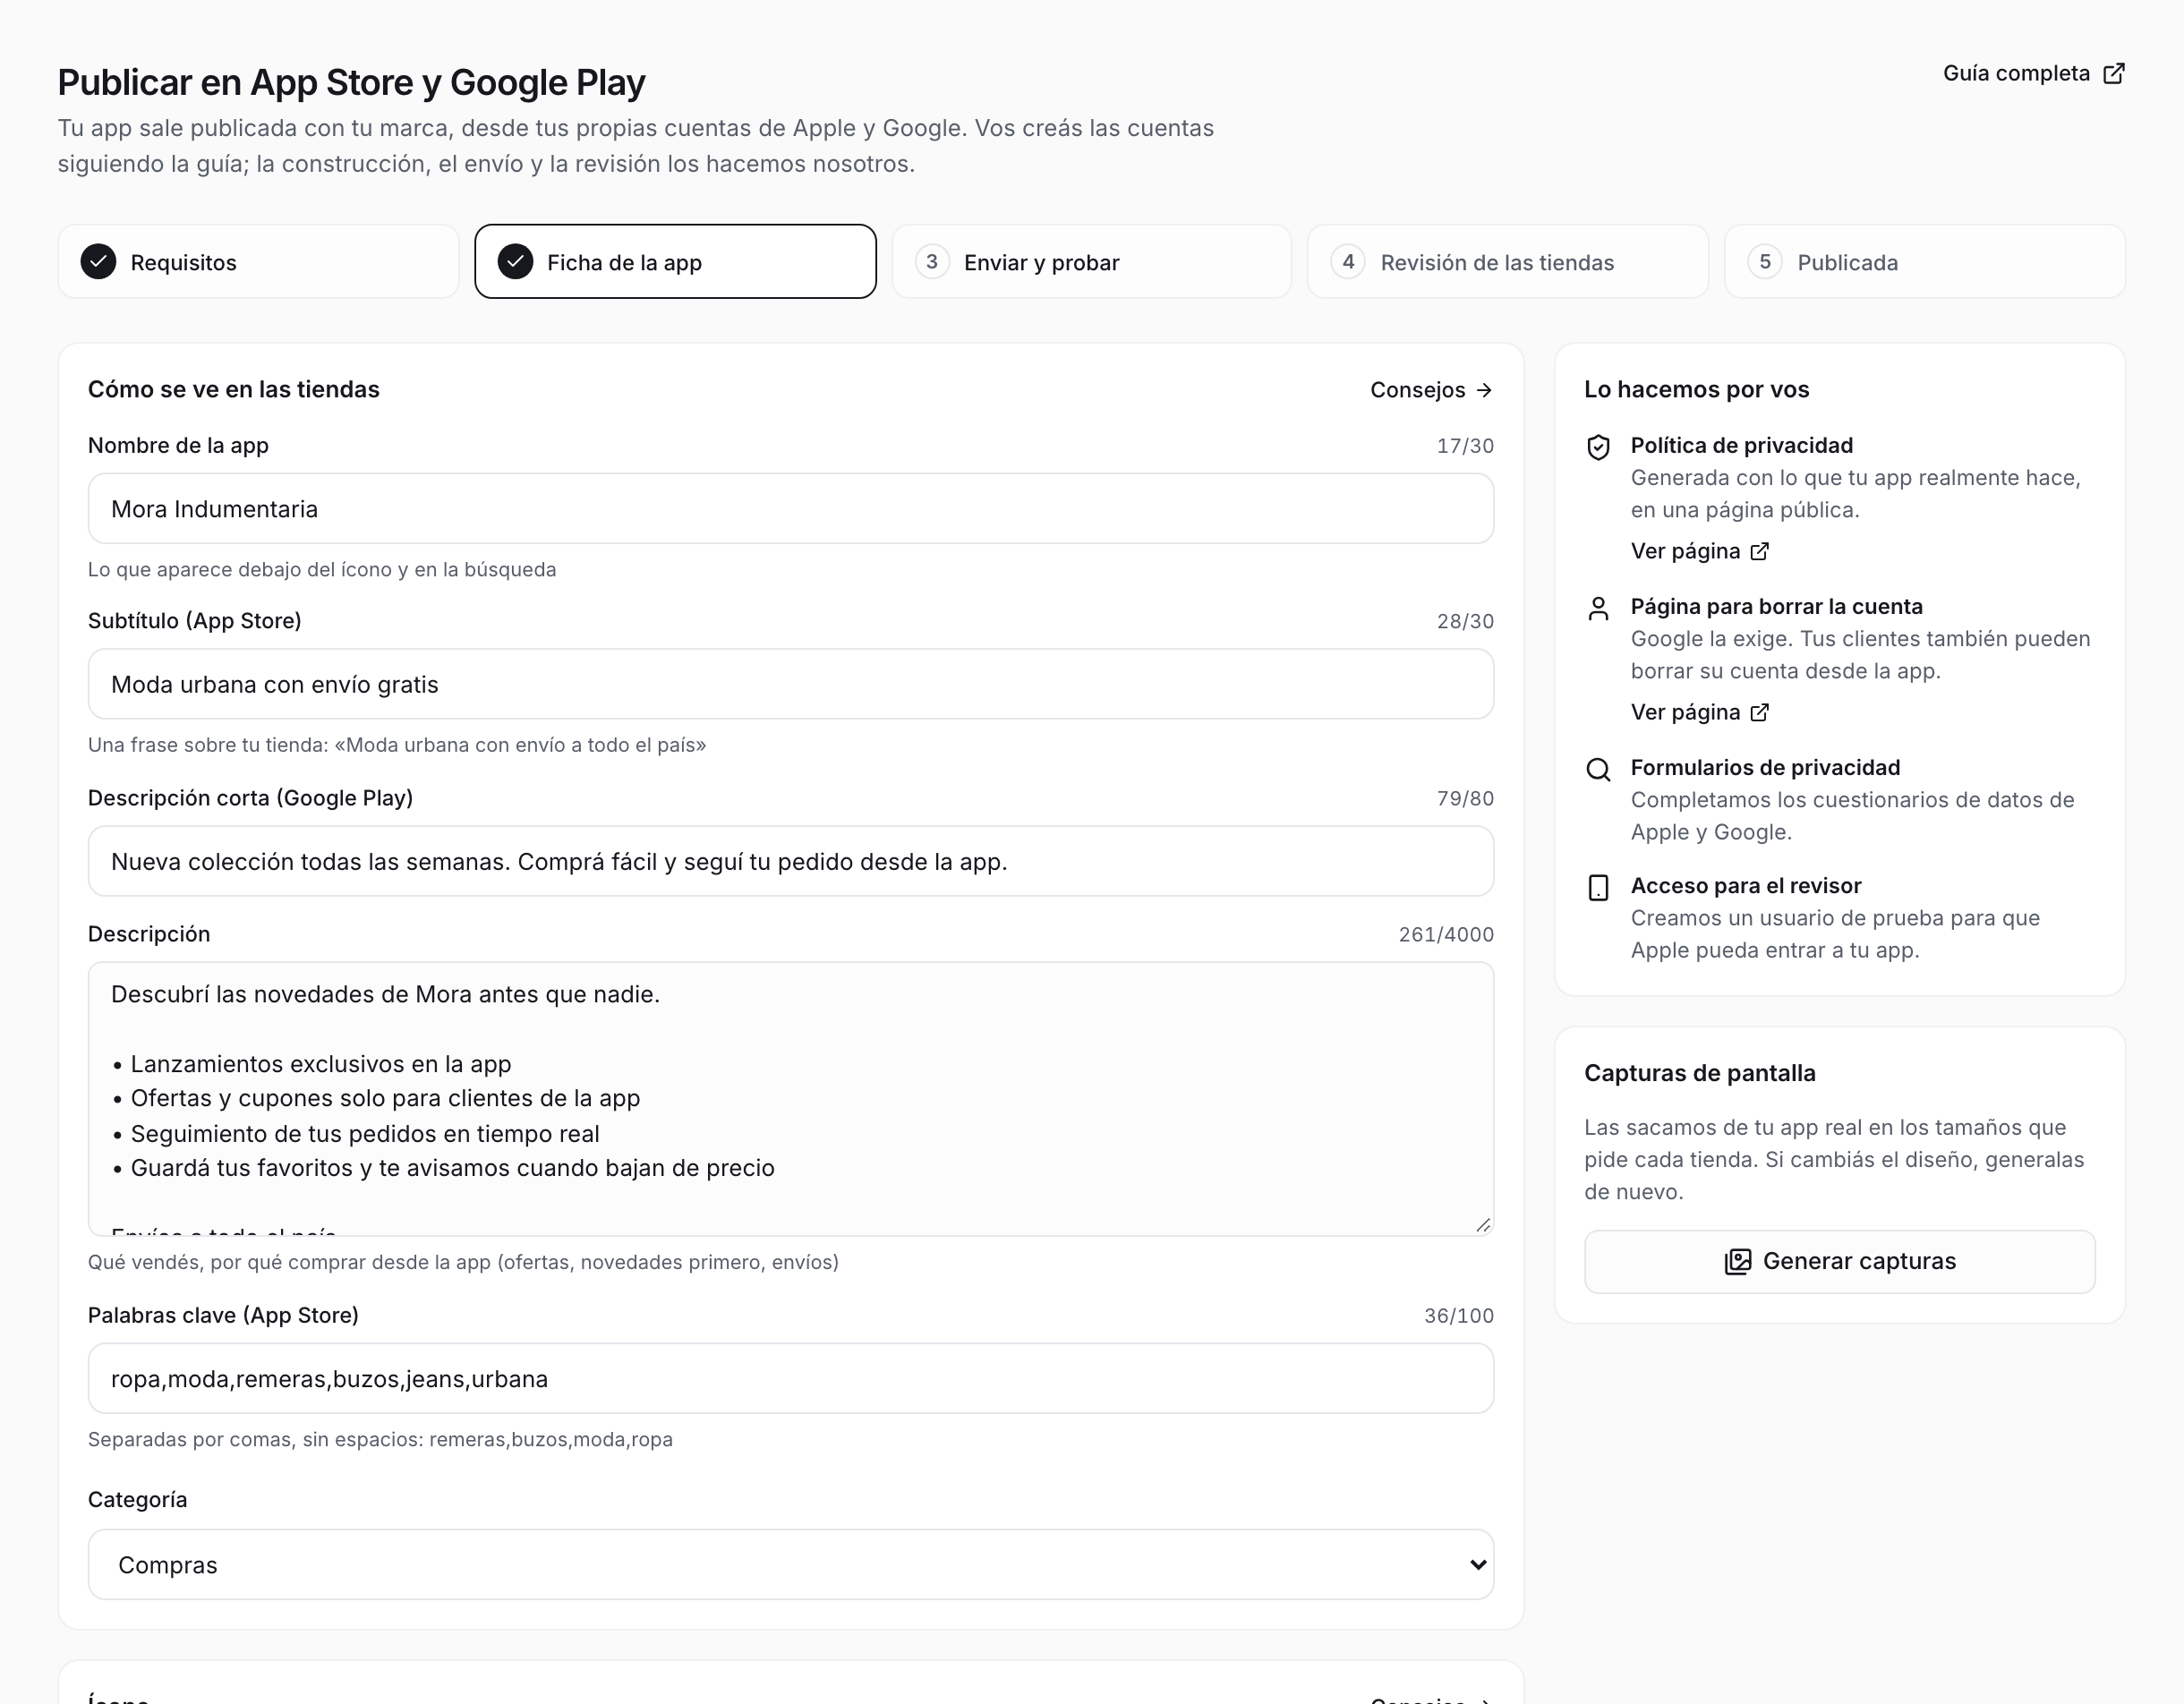 Publicar en App Store y Google Play
Guía completa
Tu app sale publicada con tu marca, desde tus propias cuentas de Apple y Google. Vos creás las cuentas
siguiendo la guía; la construcción, el envío y la revisión los hacemos nosotros.
Requisitos
Ficha de la app
3 Enviar y probar
4 Revisión de las tiendas
5 Publicada
Cómo se ve en las tiendas
Consejos
Nombre de la app
17/30
Mora Indumentaria
Lo que aparece debajo del ícono y en la búsqueda
Subtítulo (App Store)
28/30
Moda urbana con envío gratis
Una frase sobre tu tienda: «Moda urbana con envío a todo el país»
Descripción corta (Google Play)
79/80
Nueva colección todas las semanas. Comprá fácil y seguí tu pedido desde la app.
Descripción
261/4000
Descubrí las novedades de Mora antes que nadie.
• Lanzamientos exclusivos en la app
• Ofertas y cupones solo para clientes de la app
• Seguimiento de tus pedidos en tiempo real
• Guardá tus favoritos y te avisamos cuando bajan de precio
Envíos a todo el país
Qué vendés, por qué comprar desde la app (ofertas, novedades primero, envíos)
Palabras clave (App Store)
36/100
ropa,moda,remeras,buzos,jeans,urbana
Separadas por comas, sin espacios: remeras,buzos,moda,ropa
Categoría
Compras
Ícono
Consejos
Lo hacemos por vos
Política de privacidad
Generada con lo que tu app realmente hace,
en una página pública.
Ver página
Página para borrar la cuenta
Google la exige. Tus clientes también pueden
borrar su cuenta desde la app.
Ver página
Formularios de privacidad
Completamos los cuestionarios de datos de
Apple y Google.
Acceso para el revisor
Creamos un usuario de prueba para que
Apple pueda entrar a tu app.
Capturas de pantalla
Las sacamos de tu app real en los tamaños que
pide cada tienda. Si cambiás el diseño, generalas
de nuevo.
Generar capturas